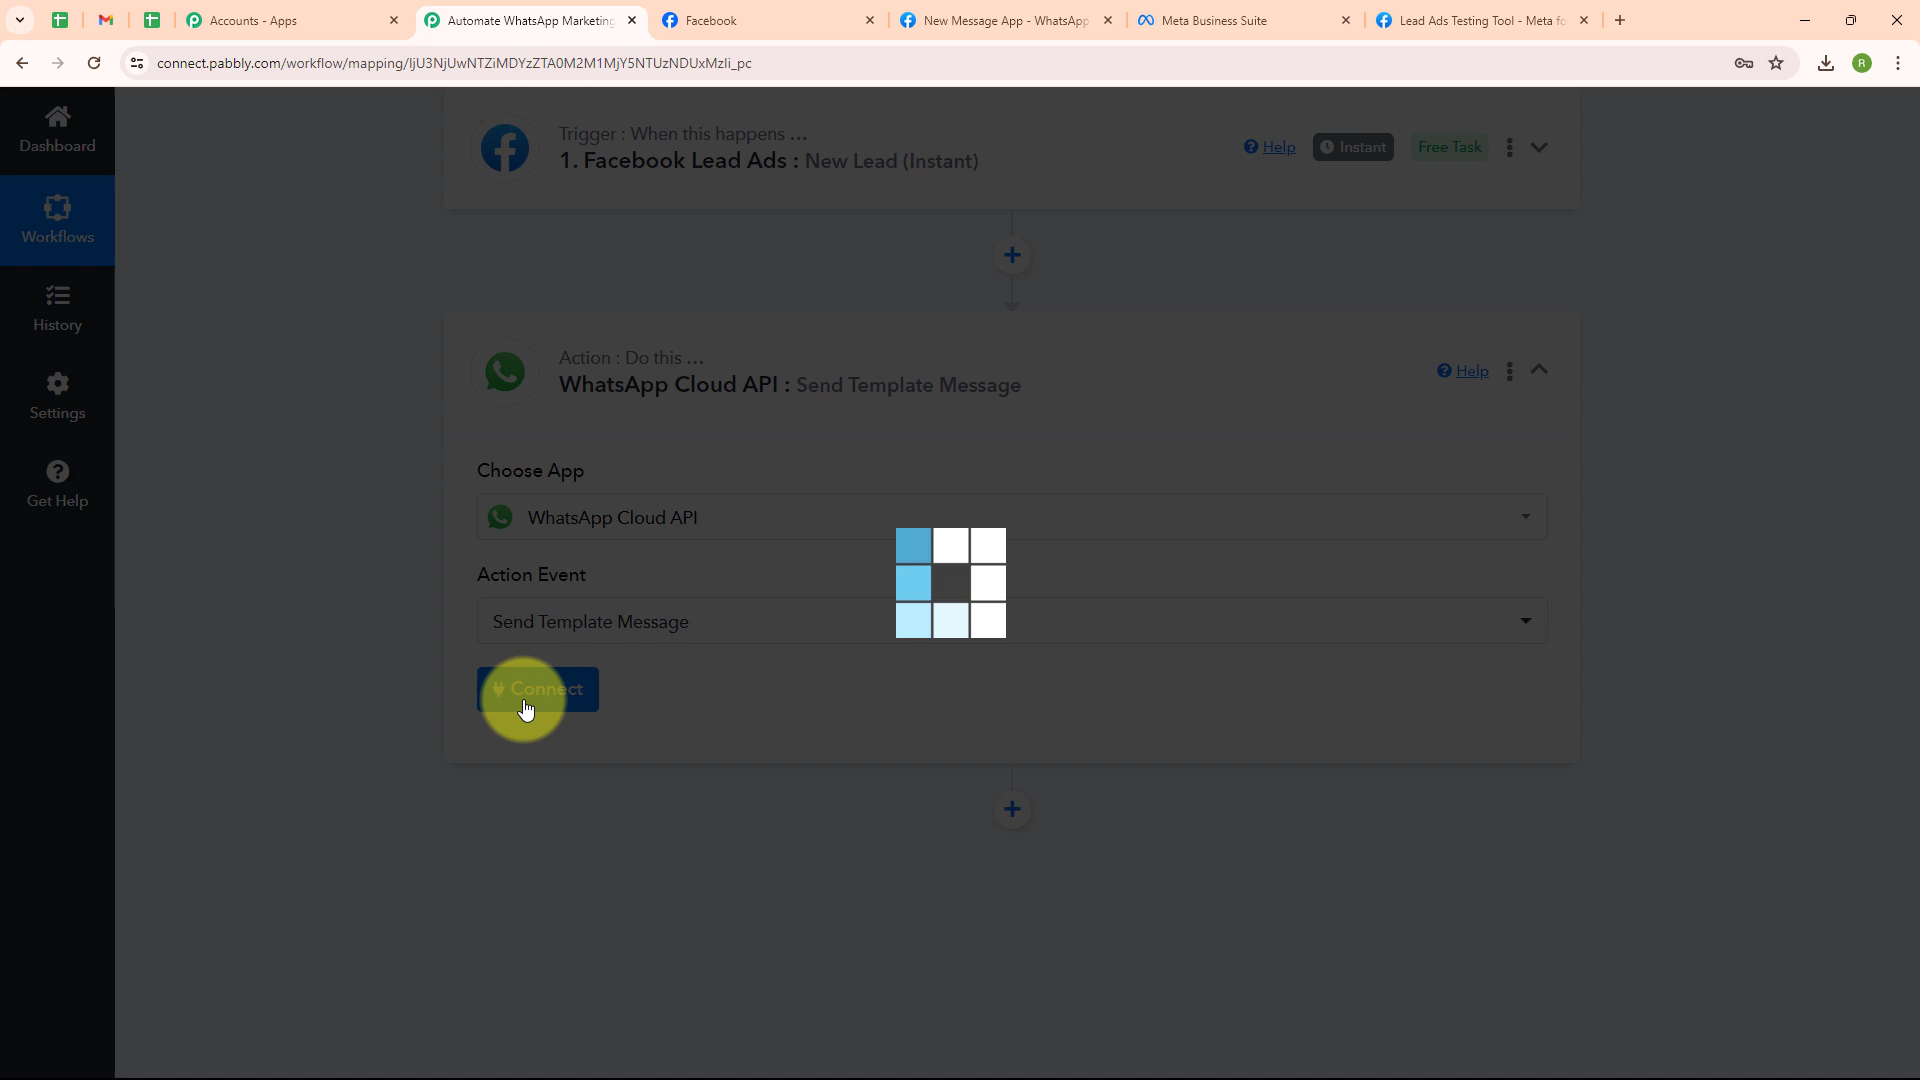 Accounts - Apps
Automate WhatsApp Marketing
Facebook
New Message App - WhatsApp
Meta Business Suite
Lead Ads Testing Tool - Meta fo
connect.pabbly.com/workflow/mapping/IjU3NjUwNTZiMDYzZTA0M2M1MjY5NTUzNDUxMzIi_pc
R
Dashboard
Workflows
History
Settings
Get Help
Trigger : When this happens ...
1. Facebook Lead Ads : New Lead (Instant)
Help
Instant
Free Task
Action : Do this ...
WhatsApp Cloud API : Send Template Message
Help
Choose App
WhatsApp Cloud API
Action Event
Send Template Message
Connect